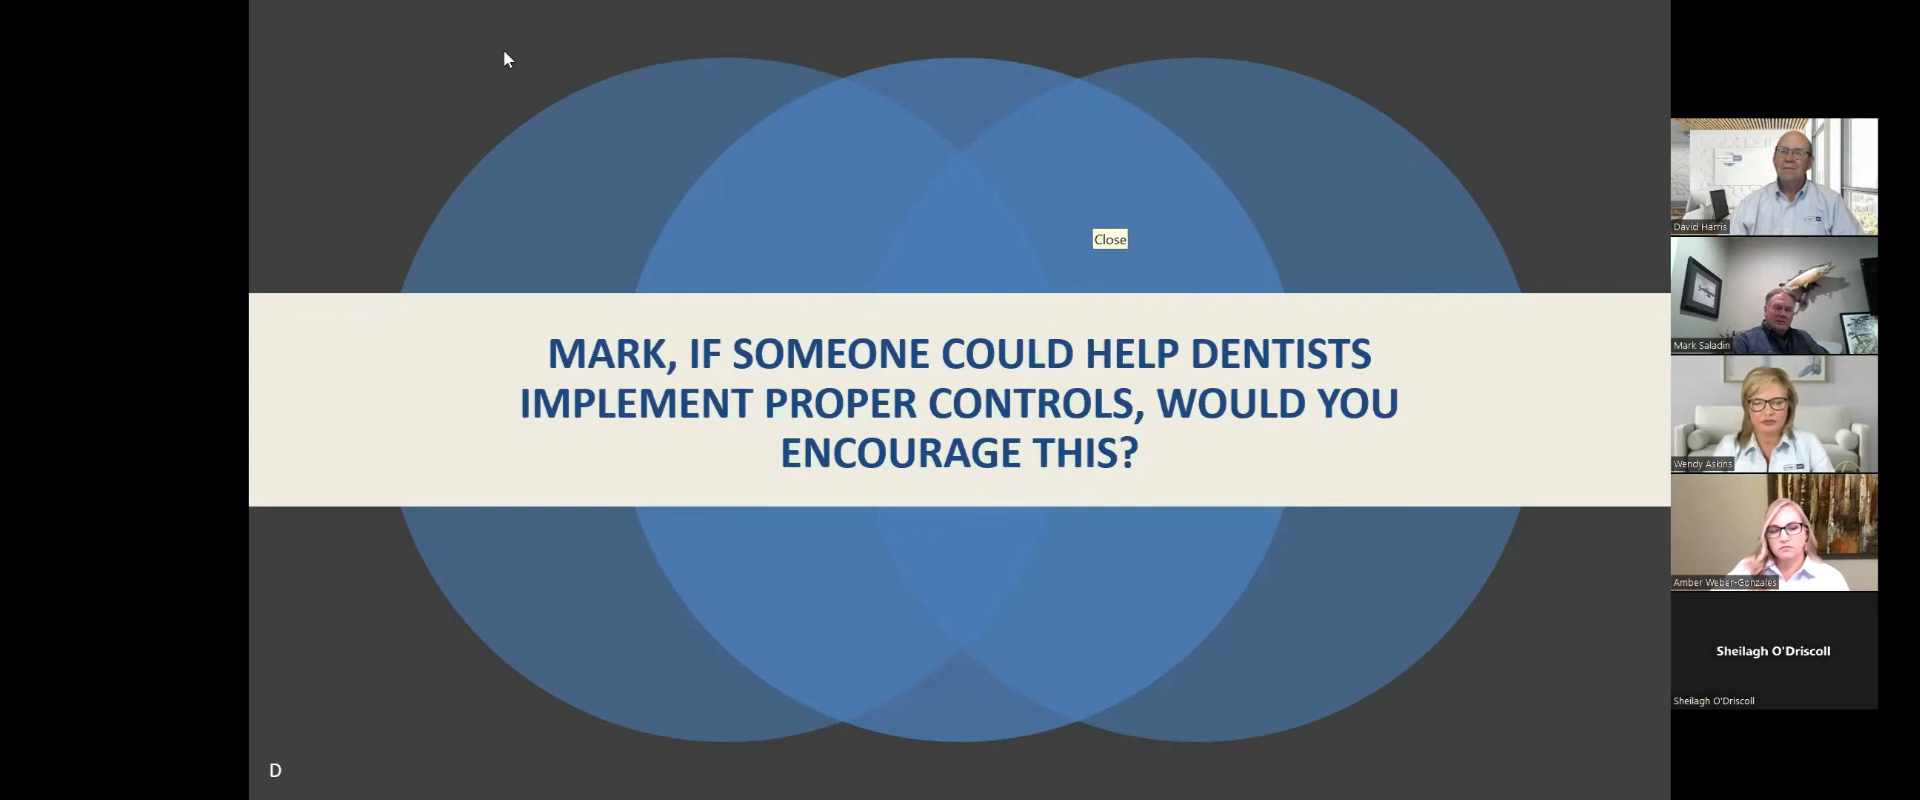 Close
MARK, IF SOMEONE COULD HELP DENTISTS
IMPLEMENT PROPER CONTROLS, WOULD YOU
ENCOURAGE THIS?
D
David Harris
Mark Saladin
Wendy Askins
Amber Weber-Gonzales
Sheilagh O'Driscoll
Sheilagh O'Driscoll